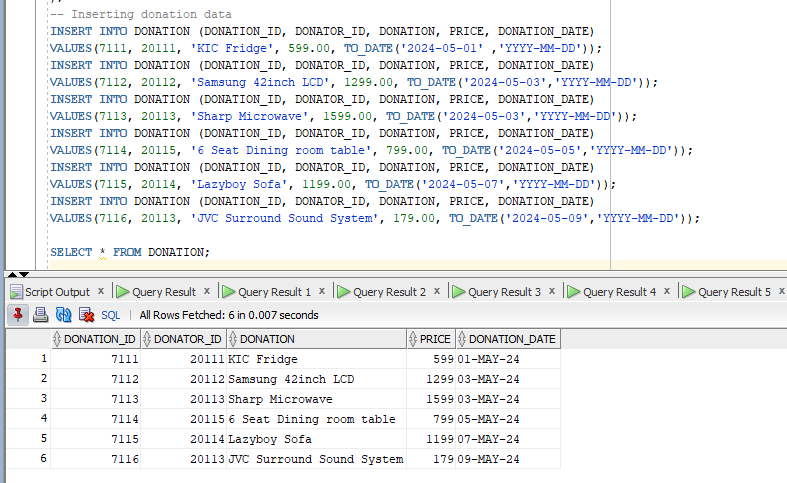 -- Inserting donation data
INSERT INTO DONATION (DONATION_ID, DONATOR_ID, DONATION, PRICE, DONATION_DATE)
VALUES(7111, 20111, 'KIC Fridge', 599.00, TO_DATE('2024-05-01' ,'YYYY-MM-DD'));
INSERT INTO DONATION (DONATION_ID, DONATOR_ID, DONATION, PRICE, DONATION_DATE)
VALUES(7112, 20112, 'Samsung 42inch LCD', 1299.00, TO_DATE('2024-05-03','YYYY-MM-DD'));
INSERT INTO DONATION (DONATION_ID, DONATOR_ID, DONATION, PRICE, DONATION_DATE)
VALUES(7113, 20113, 'Sharp Microwave', 1599.00, TO_DATE('2024-05-03','YYYY-MM-DD'));
INSERT INTO DONATION (DONATION_ID, DONATOR_ID, DONATION, PRICE, DONATION_DATE)
VALUES(7114, 20115, '6 Seat Dining room table', 799.00, TO_DATE('2024-05-05','YYYY-MM-DD'));
INSERT INTO DONATION (DONATION_ID, DONATOR_ID, DONATION, PRICE, DONATION_DATE)
VALUES(7115, 20114, 'Lazyboy Sofa', 1199.00, TO_DATE('2024-05-07','YYYY-MM-DD'));
INSERT INTO DONATION (DONATION_ID, DONATOR_ID, DONATION, PRICE, DONATION_DATE)
VALUES(7116, 20113, 'JVC Surround Sound System', 179.00, TO_DATE('2024-05-09','YYYY-MM-DD'));
SELECT * FROM DONATION;
Script Output x Query Result x Query Result 1 x Query Result 2 x Query Result 3 x Query Result 4 x Query Result 5 x
SQL | All Rows Fetched: 6 in 0.007 seconds
DONATION_ID DONATOR_ID DONATION PRICE DONATION_DATE
1 7111 20111 KIC Fridge 599 01-MAY-24
2 7112 20112 Samsung 42inch LCD 1299 03-MAY-24
3 7113 20113 Sharp Microwave 1599 03-MAY-24
4 7114 20115 6 Seat Dining room table 799 05-MAY-24
5 7115 20114 Lazyboy Sofa 1199 07-MAY-24
6 7116 20113 JVC Surround Sound System 179 09-MAY-24